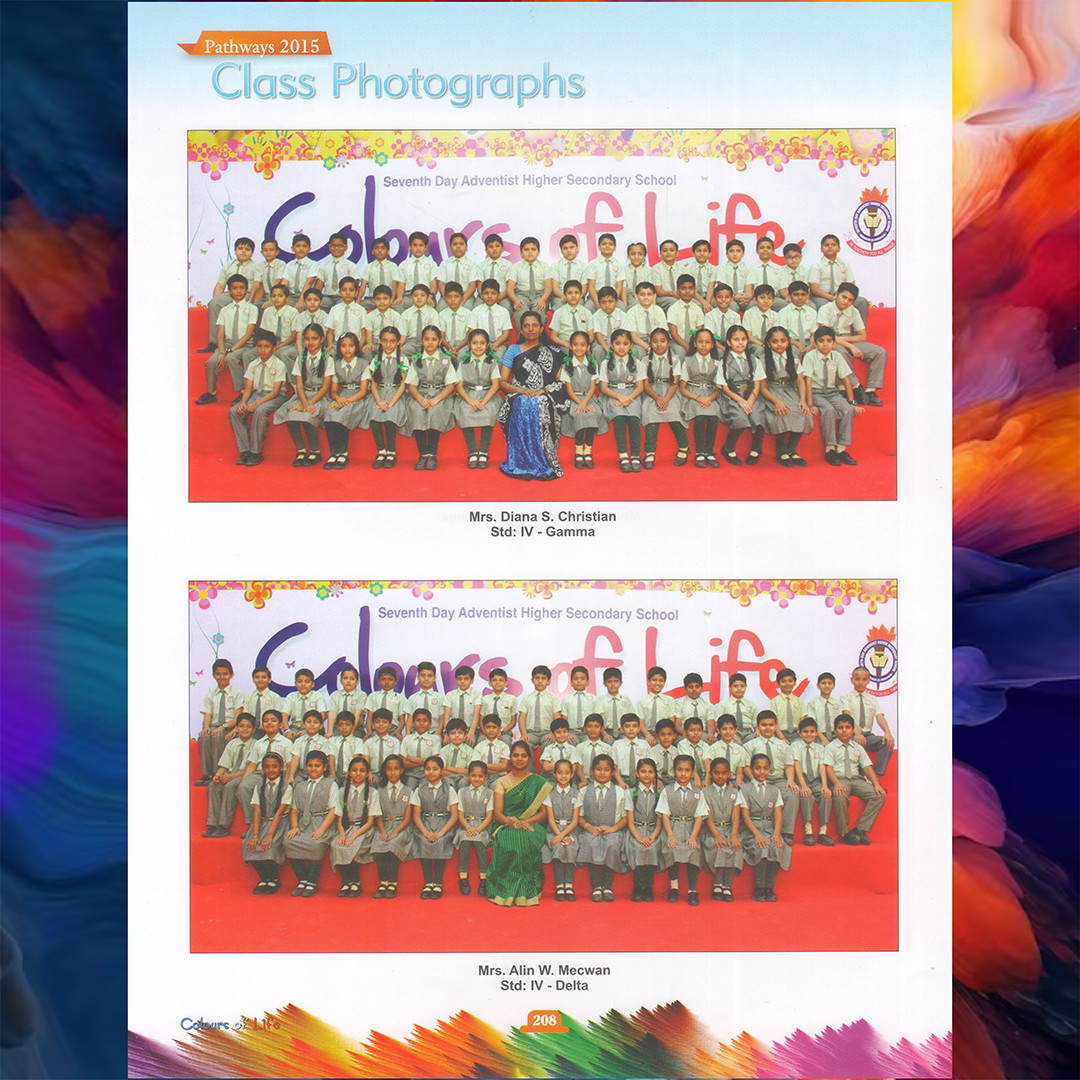 Pathways 2015
Class Photographs
Seventh Day Adventist Higher Secondary School
Colours of Life
Mrs. Diana S. Christian
Std: IV - Gamma
Seventh Day Adventist Higher Secondary School
Colours of Life
Mrs. Alin W. Mecwan
Std: IV - Delta
Colours of Life
208